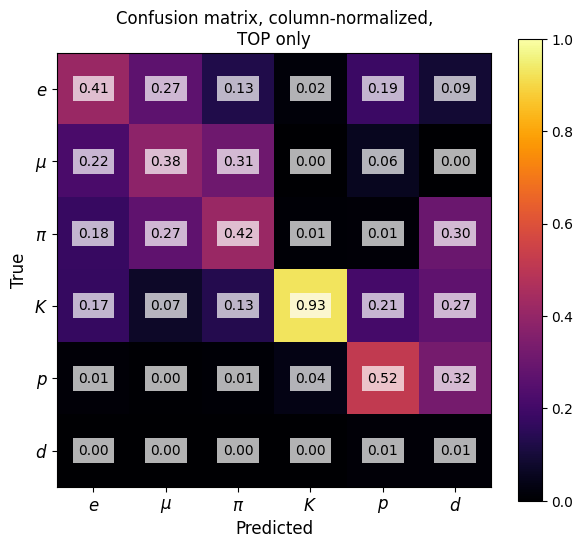 Confusion matrix, column-normalized,
TOP only
True
e 0.41 0.27 0.13 0.02 0.19 0.09
μ 0.22 0.38 0.31 0.00 0.06 0.00
π 0.18 0.27 0.42 0.01 0.01 0.30
K 0.17 0.07 0.13 0.93 0.21 0.27
p 0.01 0.00 0.01 0.04 0.52 0.32
d 0.00 0.00 0.00 0.00 0.01 0.01
e μ π K p d
Predicted
1.0
0.8
0.6
0.4
0.2
0.0